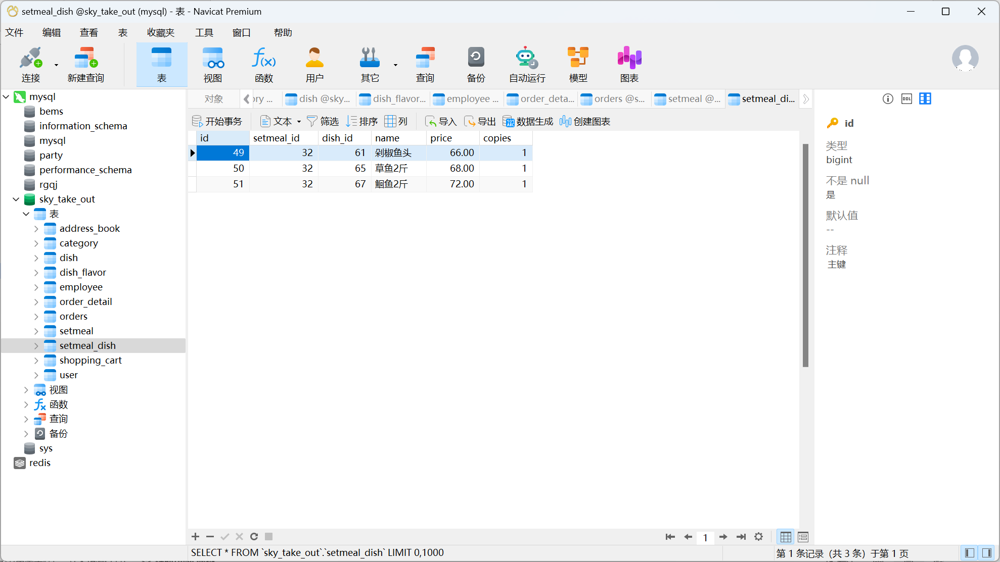 setmeal_dish @sky_take_out (mysql) - 表 - Navicat Premium
文件 编辑 查看 表 收藏夹 工具 窗口 帮助
连接 新建查询 表 视图 函数 用户 其它 查询 备份 自动运行 模型 图表
mysql
bems
information_schema
mysql
party
performance_schema
rgqj
sky_take_out
表
address_book
category
dish
dish_flavor
employee
order_detail
orders
setmeal
setmeal_dish
shopping_cart
user
视图
函数
查询
备份
sys
redis
对象 ory ... dish @sky... dish_flavor... employee ... order_deta... orders @s... setmeal @... setmeal_di...
开始事务 文本 筛选 排序 列 导入 导出 数据生成 创建图表
id setmeal_id dish_id name price copies
49 32 61 剁椒鱼头 66.00 1
50 32 65 草鱼2斤 68.00 1
51 32 67 鮰鱼2斤 72.00 1
DDL
id
类型
bigint
不是 null
是
默认值
--
注释
主键
1
SELECT * FROM `sky_take_out`.`setmeal_dish` LIMIT 0,1000
第 1 条记录（共 3 条）于第 1 页